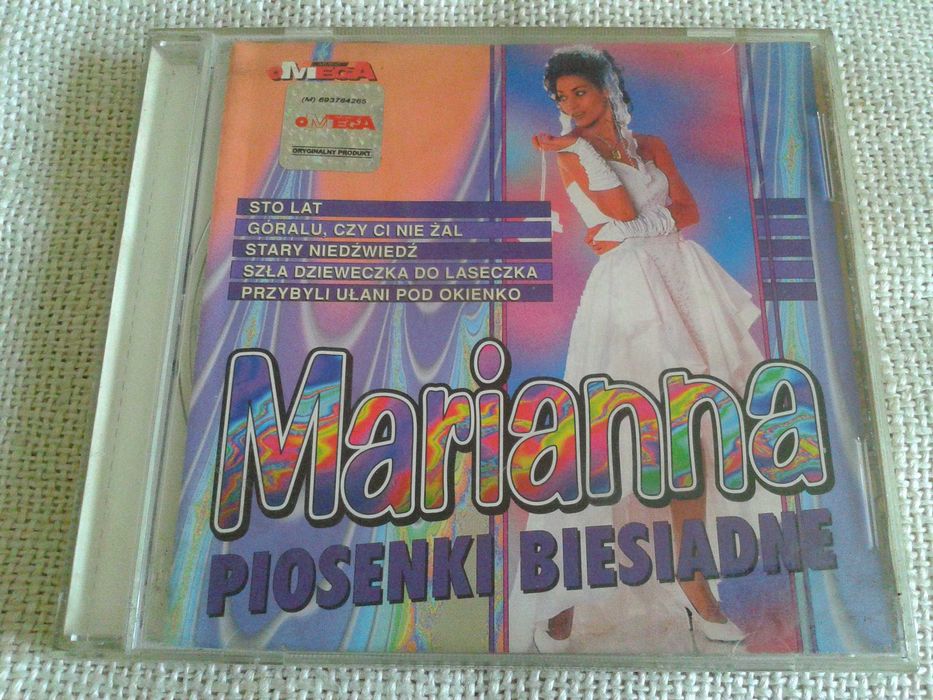 OMEGA
(M) 693764265
OMEGA
ORYGINALNY PRODUKT
STO LAT
GÓRALU, CZY CI NIE ŻAL
STARY NIEDŹWIEDŹ
SZŁA DZIEWECZKA DO LASECZKA
PRZYBYLI UŁANI POD OKIENKO
Marianna
PIOSENKI BIESIADNE